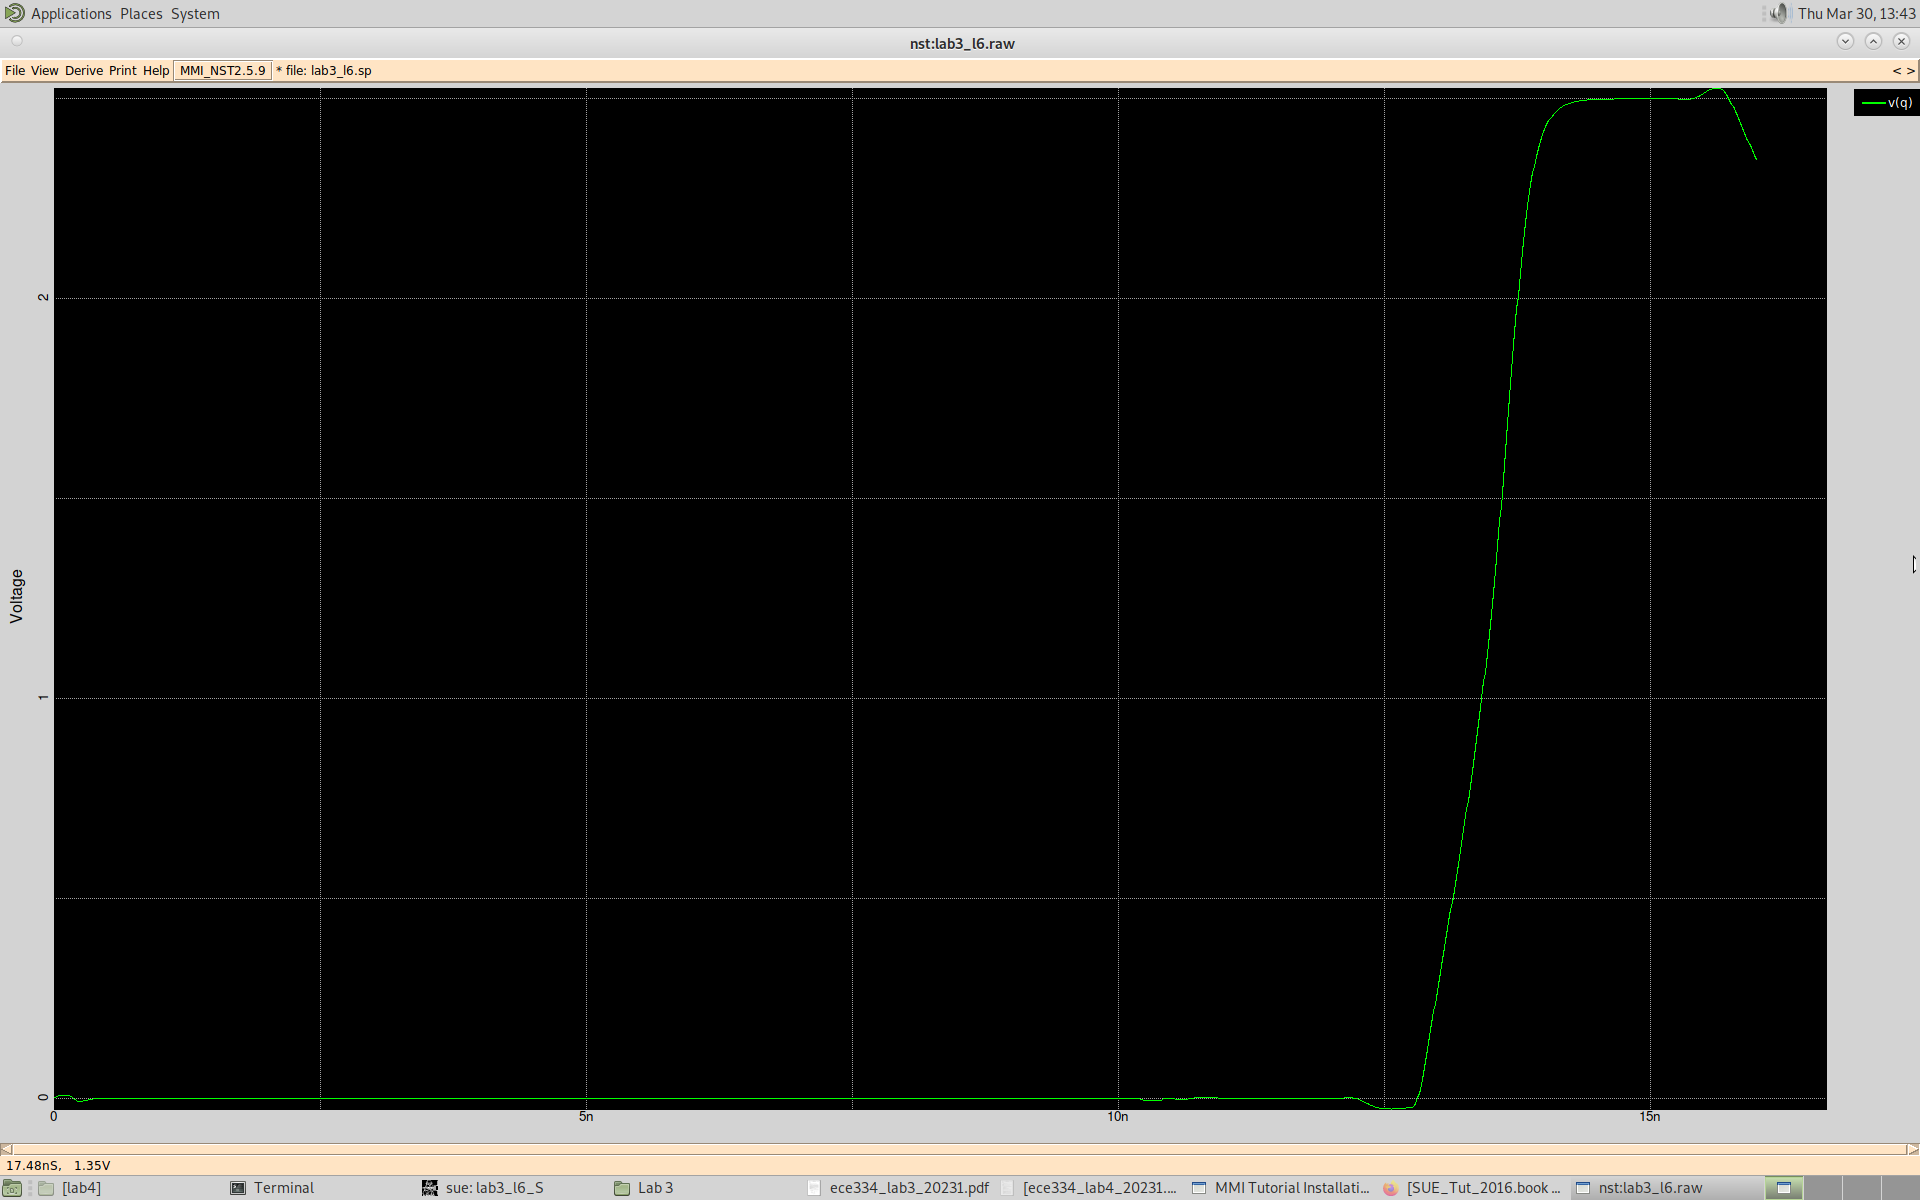 Applications Places System Thu Mar 30, 13:43
nst:lab3_l6.raw
File View Derive Print Help MMI_NST2.5.9 * file: lab3_l6.sp < >
v(q)
2
1
0
Voltage
0 5n 10n 15n
17.48nS, 1.35V
[lab4] Terminal sue: lab3_l6_S Lab 3 ece334_lab3_20231.pdf [ece334_lab4_20231.... MMI Tutorial Installati... [SUE_Tut_2016.book ... nst:lab3_l6.raw